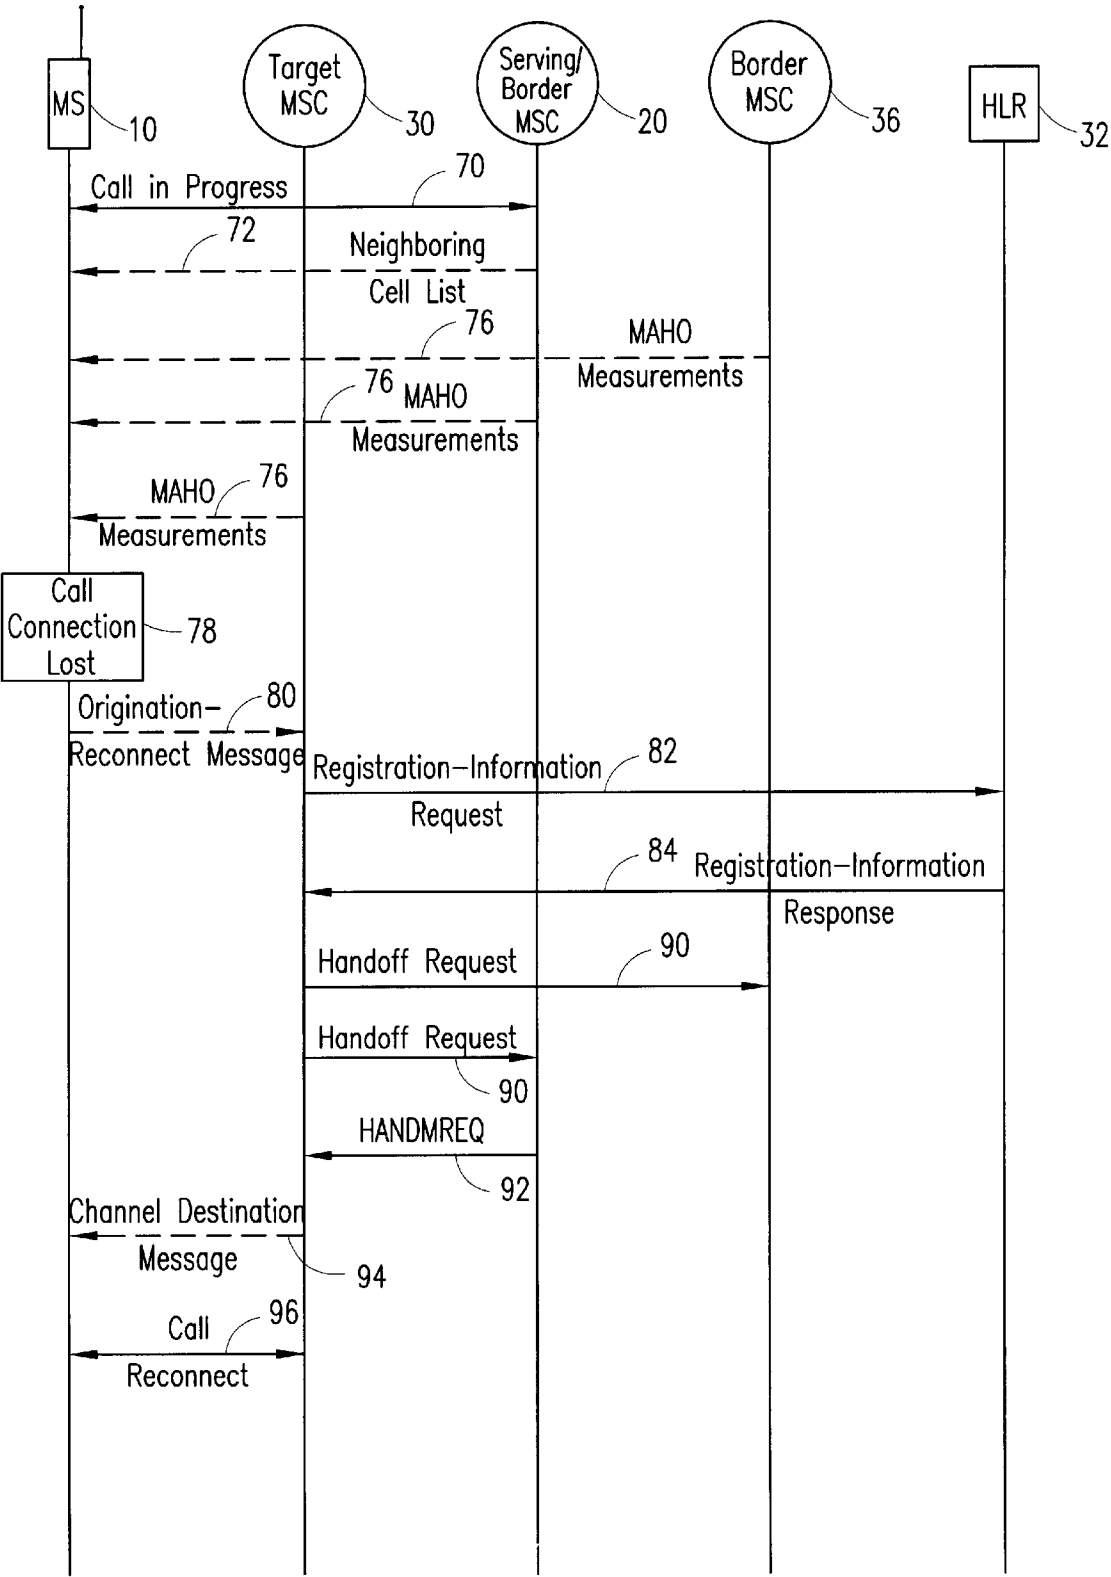 MS
10
Target
MSC
30
Serving/
Border
MSC
20
Border
MSC
36
HLR
32
Call in Progress
70
72
Neighboring
Cell List
76
MAHO
Measurements
76
MAHO
Measurements
MAHO
76
Measurements
Call
Connection
Lost
78
Origination-
80
Reconnect Message
Registration-Information
82
Request
84
Registration-Information
Response
Handoff Request
90
Handoff Request
90
HANDMREQ
92
Channel Destination
Message
94
Call
96
Reconnect